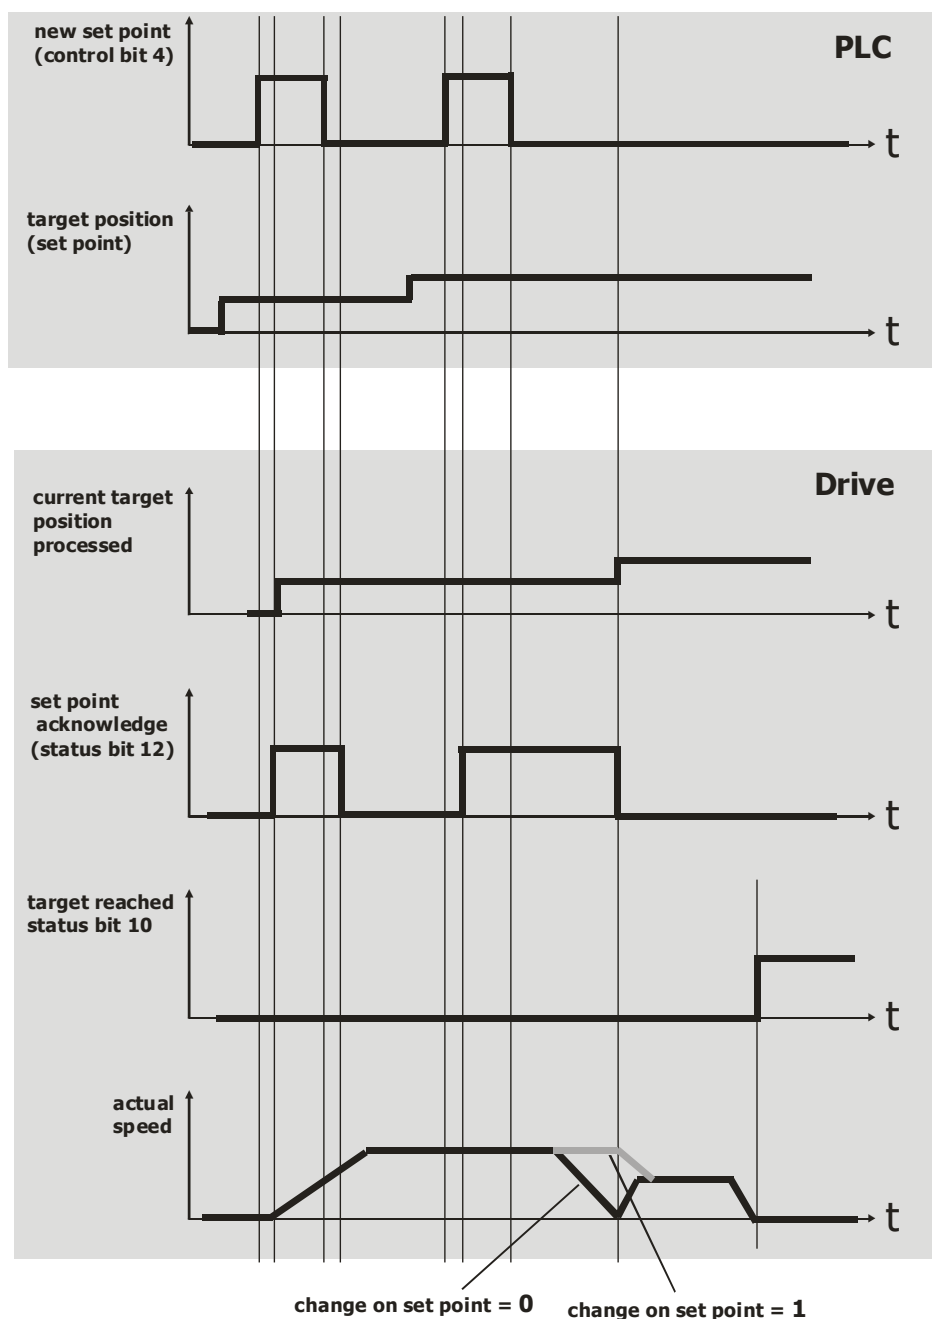 new set point
(control bit 4)
PLC
t
target position
(set point)
t
Drive
current target
position
processed
t
set point
acknowledge
(status bit 12)
t
target reached
status bit 10
t
actual
speed
t
change on set point = 0
change on set point = 1